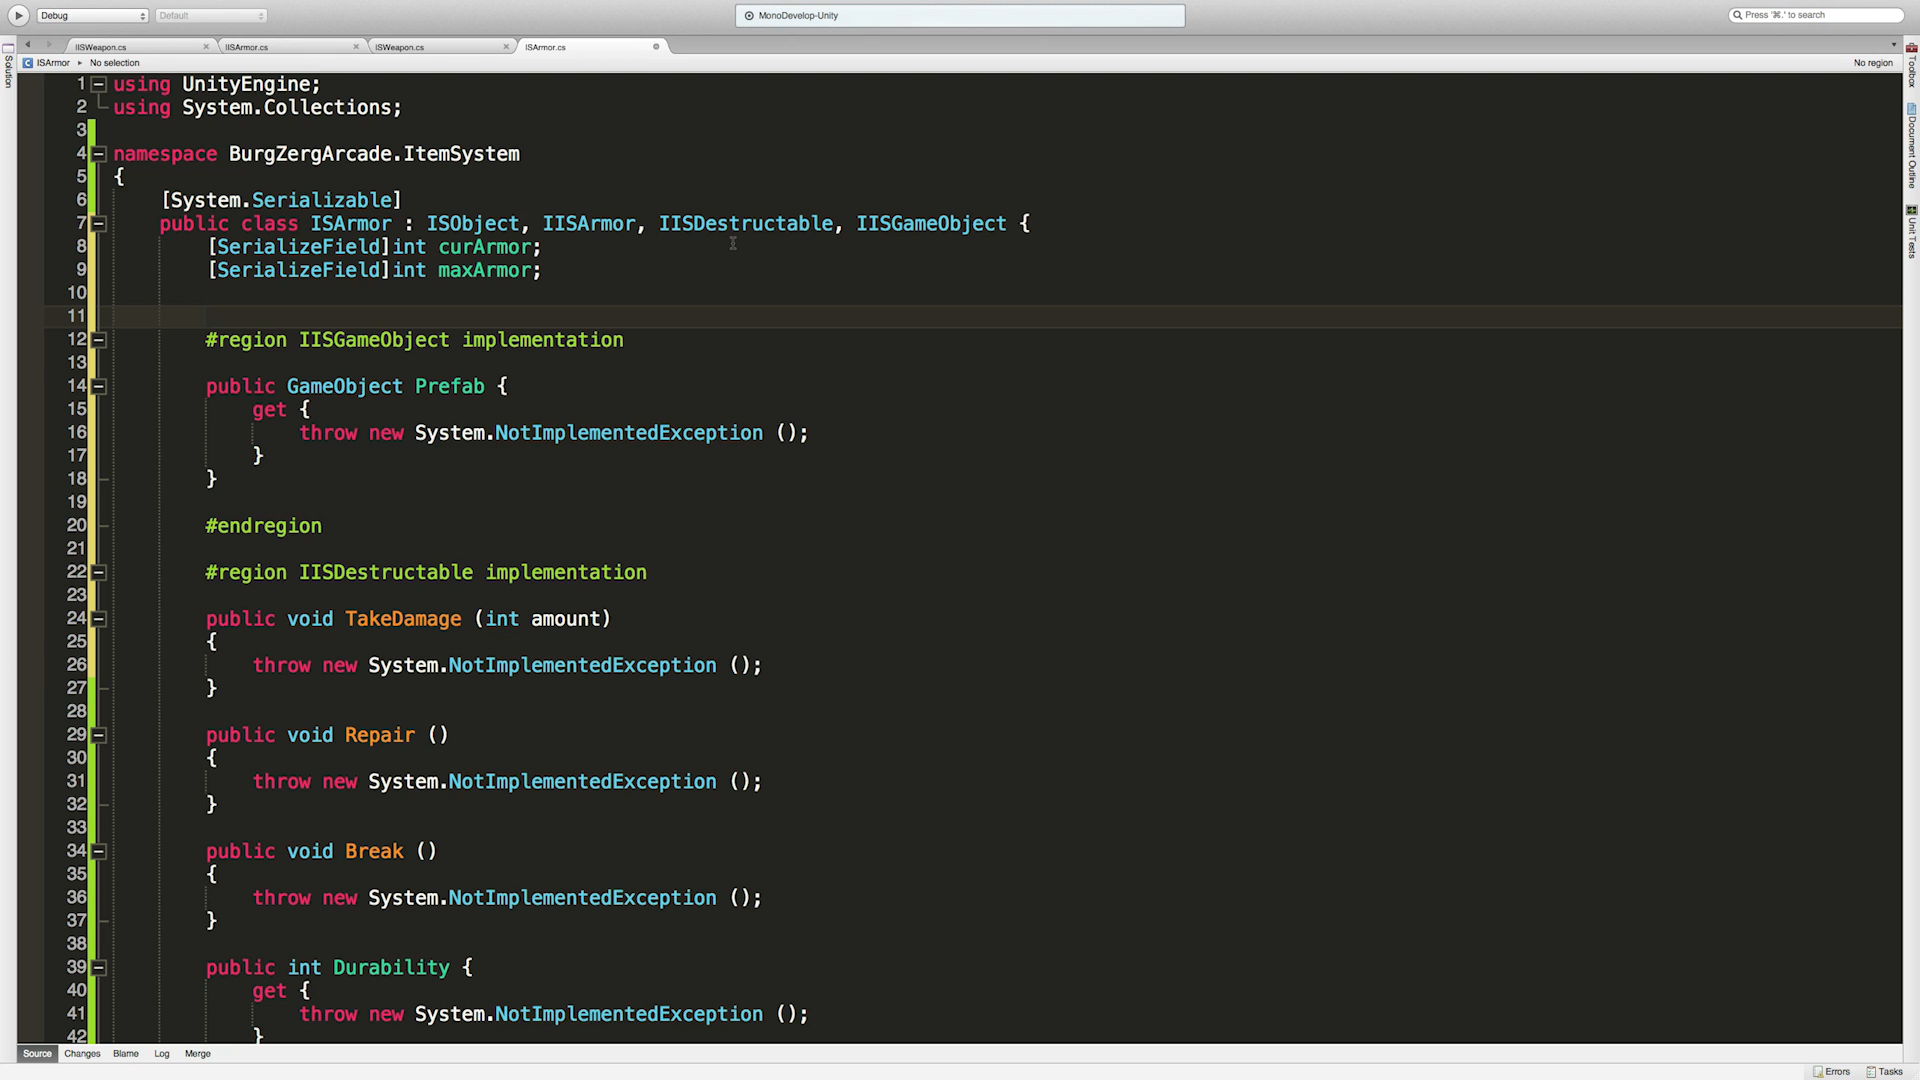 Debug
Default
MonoDevelop-Unity
Press '⌘.' to search
IISWeapon.cs
IISArmor.cs
ISWeapon.cs
ISArmor.cs
ISArmor
No selection
No region
Solution
Toolbox
Document Outline
Unit Tests
1 using UnityEngine;
2 using System.Collections;
3
4 namespace BurgZergArcade.ItemSystem
5 {
6 [System.Serializable]
7 public class ISArmor : ISObject, IISArmor, IISDestructable, IISGameObject {
8 [SerializeField]int curArmor;
9 [SerializeField]int maxArmor;
10
11
12 #region IISGameObject implementation
13
14 public GameObject Prefab {
15 get {
16 throw new System.NotImplementedException ();
17 }
18 }
19
20 #endregion
21
22 #region IISDestructable implementation
23
24 public void TakeDamage (int amount)
25 {
26 throw new System.NotImplementedException ();
27 }
28
29 public void Repair ()
30 {
31 throw new System.NotImplementedException ();
32 }
33
34 public void Break ()
35 {
36 throw new System.NotImplementedException ();
37 }
38
39 public int Durability {
40 get {
41 throw new System.NotImplementedException ();
42 }
Source
Changes
Blame
Log
Merge
Errors
Tasks